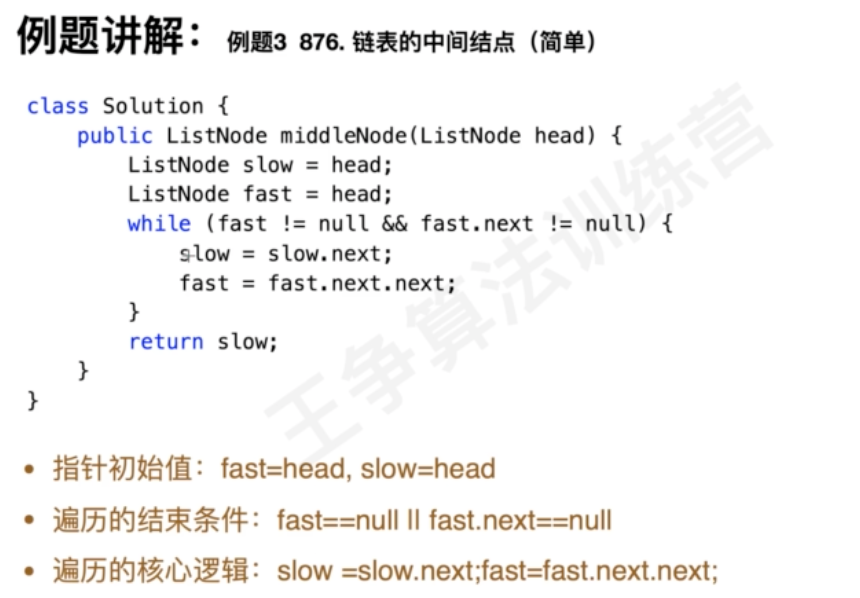 例题讲解： 例题3 876. 链表的中间结点（简单）
class Solution {
    public ListNode middleNode(ListNode head) {
        ListNode slow = head;
        ListNode fast = head;
        while (fast != null && fast.next != null) {
            slow = slow.next;
            fast = fast.next.next;
        }
        return slow;
    }
}
王争算法训练营
• 指针初始值：fast=head, slow=head
• 遍历的结束条件：fast==null || fast.next==null
• 遍历的核心逻辑：slow =slow.next;fast=fast.next.next;